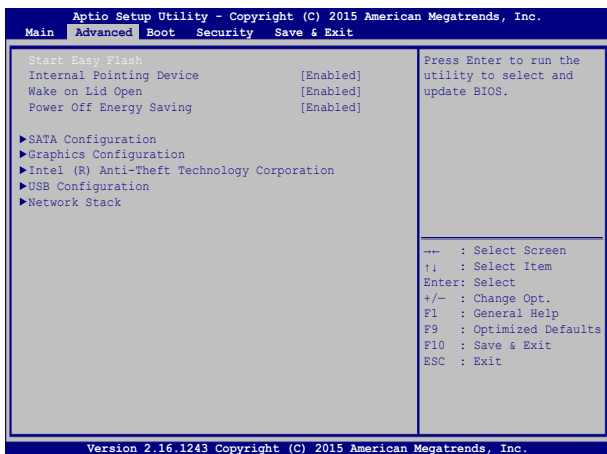 Aptio Setup Utility - Copyright (C) 2015 American Megatrends, Inc.
Main Advanced Boot Security Save & Exit
Start Easy Flash
Internal Pointing Device [Enabled]
Wake on Lid Open [Enabled]
Power Off Energy Saving [Enabled]
▶SATA Configuration
▶Graphics Configuration
▶Intel (R) Anti-Theft Technology Corporation
▶USB Configuration
▶Network Stack
Press Enter to run the
utility to select and
update BIOS.
→← : Select Screen
↑↓ : Select Item
Enter: Select
+/— : Change Opt.
F1 : General Help
F9 : Optimized Defaults
F10 : Save & Exit
ESC : Exit
Version 2.16.1243 Copyright (C) 2015 American Megatrends, Inc.